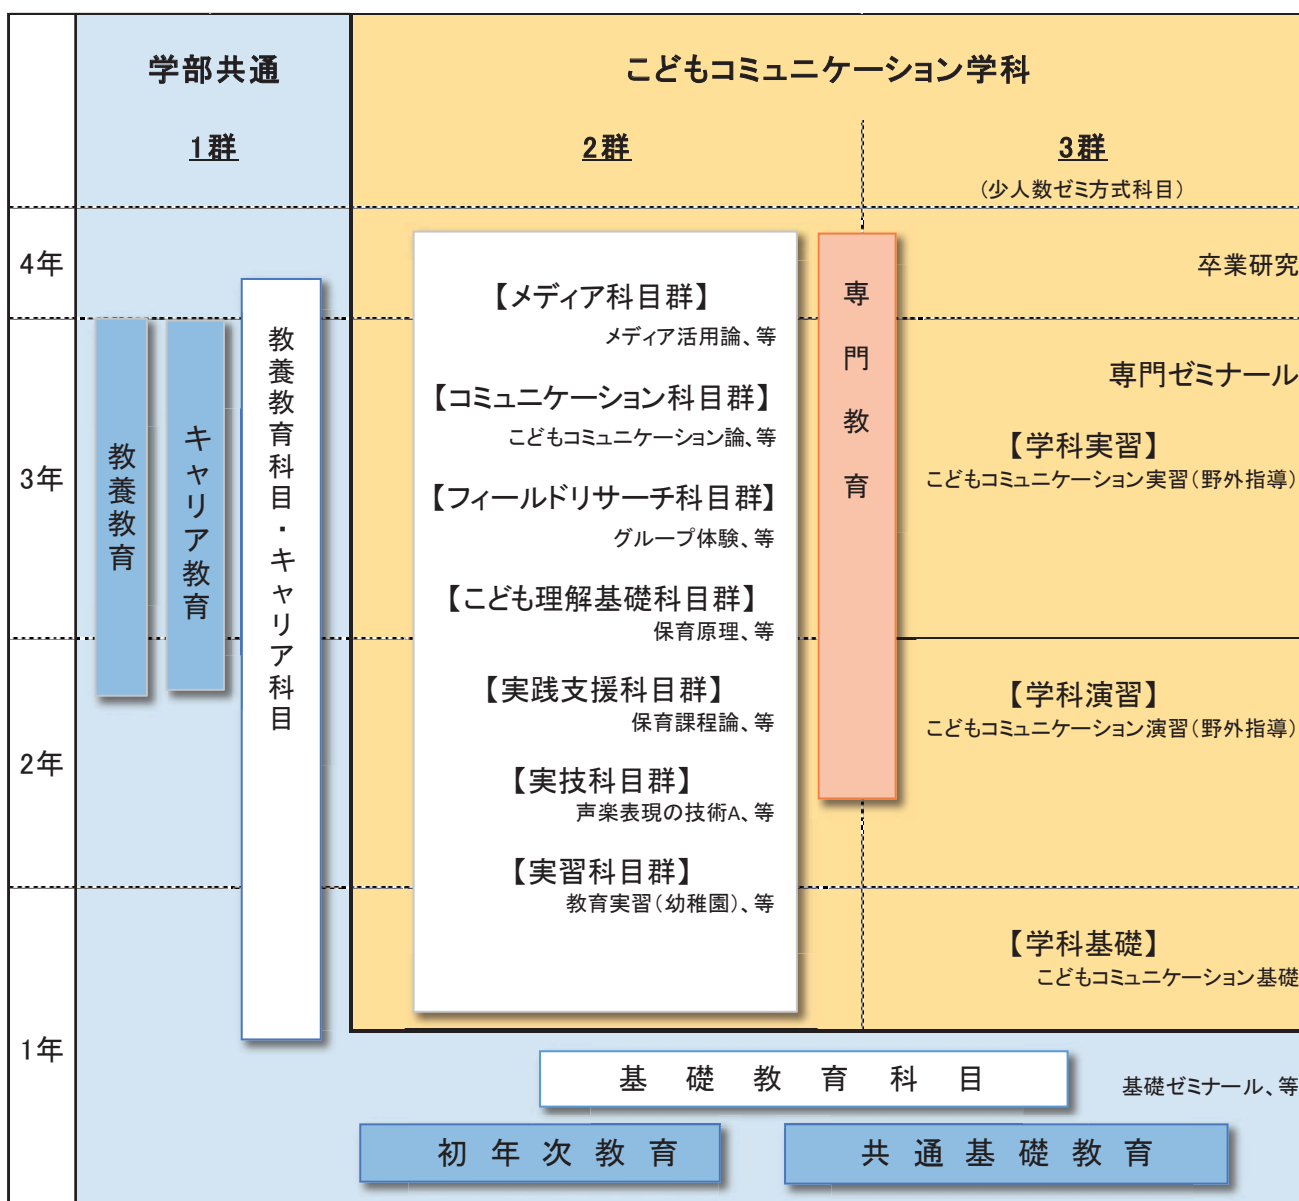 学部共通
こどもコミュニケーション学科
1群
2群
3群
(少人数ゼミ方式科目)
4年
3年
2年
1年
教養教育
キャリア教育
教養教育科目・キャリア科目
【メディア科目群】
メディア活用論、等
【コミュニケーション科目群】
こどもコミュニケーション論、等
【フィールドリサーチ科目群】
グループ体験、等
【こども理解基礎科目群】
保育原理、等
【実践支援科目群】
保育課程論、等
【実技科目群】
声楽表現の技術A、等
【実習科目群】
教育実習(幼稚園)、等
専門教育
卒業研究
専門ゼミナール
【学科実習】
こどもコミュニケーション実習(野外指導)
【学科演習】
こどもコミュニケーション演習(野外指導)
【学科基礎】
こどもコミュニケーション基礎
基礎教育科目
基礎ゼミナール、等
初年次教育
共通基礎教育